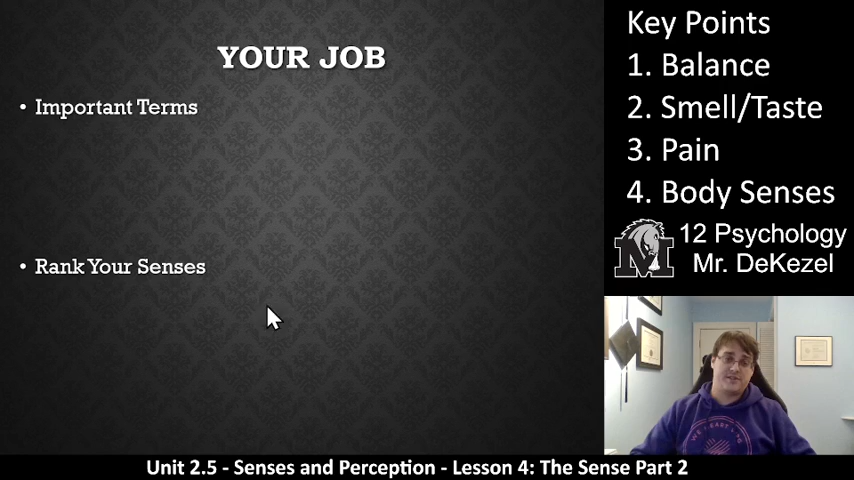 YOUR JOB
• Important Terms
• Rank Your Senses
Key Points
1. Balance
2. Smell/Taste
3. Pain
4. Body Senses
M
12 Psychology
Mr. DeKezel
Unit 2.5 - Senses and Perception - Lesson 4: The Sense Part 2